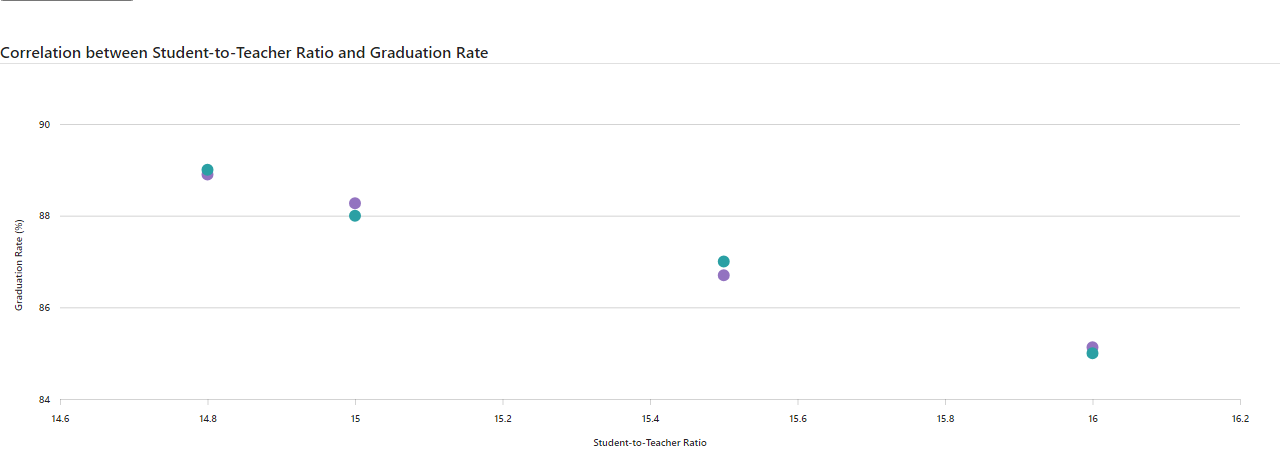 Correlation between Student-to-Teacher Ratio and Graduation Rate
90
88
86
84
Graduation Rate (%)
14.6 14.8 15 15.2 15.4 15.6 15.8 16 16.2
Student-to-Teacher Ratio